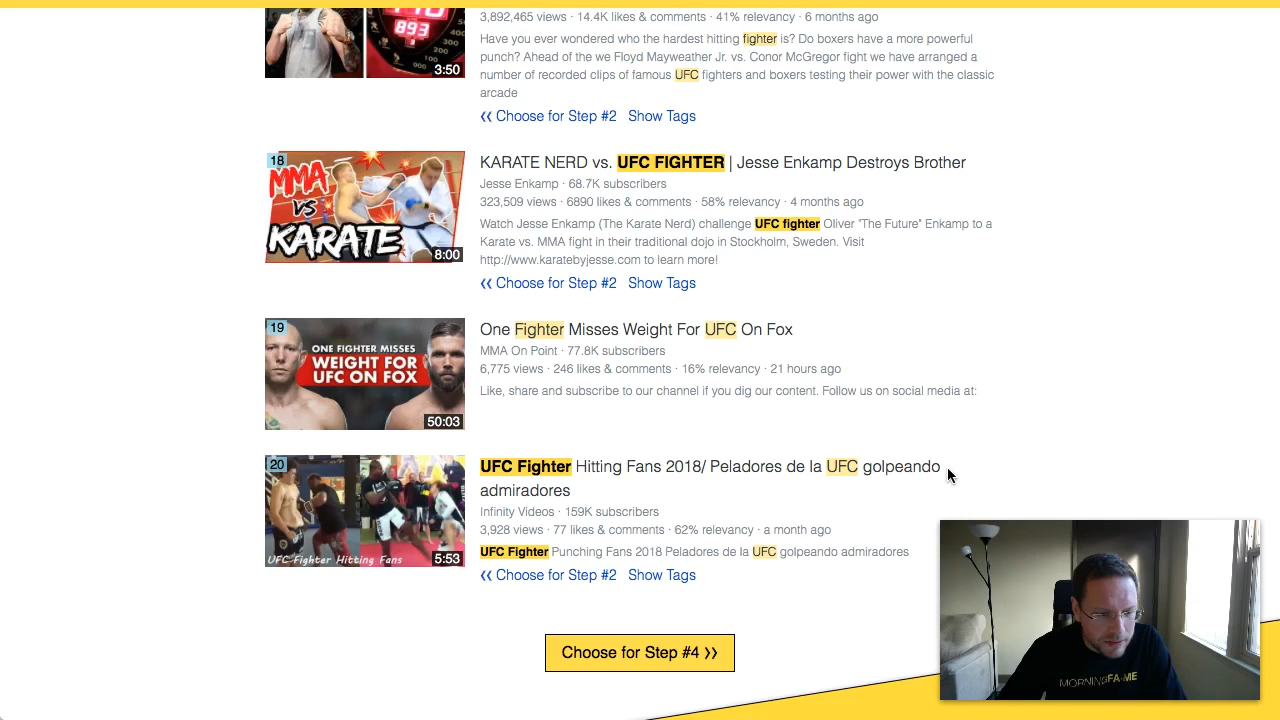 3,892,465 views · 14.4K likes & comments · 41% relevancy · 6 months ago
893
3:50
Have you ever wondered who the hardest hitting fighter is? Do boxers have a more powerful
punch? Ahead of the we Floyd Mayweather Jr. vs. Conor McGregor fight we have arranged a
number of recorded clips of famous UFC fighters and boxers testing their power with the classic
arcade
❮❮ Choose for Step #2 Show Tags
18
MMA
VS
KARATE
8:00
KARATE NERD vs. UFC FIGHTER | Jesse Enkamp Destroys Brother
Jesse Enkamp · 68.7K subscribers
323,509 views · 6890 likes & comments · 58% relevancy · 4 months ago
Watch Jesse Enkamp (The Karate Nerd) challenge UFC fighter Oliver "The Future" Enkamp to a
Karate vs. MMA fight in their traditional dojo in Stockholm, Sweden. Visit
http://www.karatebyjesse.com to learn more!
❮❮ Choose for Step #2 Show Tags
19
ONE FIGHTER MISSES
WEIGHT FOR
UFC ON FOX
50:03
One Fighter Misses Weight For UFC On Fox
MMA On Point · 77.8K subscribers
6,775 views · 246 likes & comments · 16% relevancy · 21 hours ago
Like, share and subscribe to our channel if you dig our content. Follow us on social media at:
20
UFC Fighter Hitting Fans
5:53
UFC Fighter Hitting Fans 2018/ Peladores de la UFC golpeando
admiradores
Infinity Videos · 159K subscribers
3,928 views · 77 likes & comments · 62% relevancy · a month ago
UFC Fighter Punching Fans 2018 Peladores de la UFC golpeando admiradores
❮❮ Choose for Step #2 Show Tags
Choose for Step #4 ❯❯
MORNINGFAME